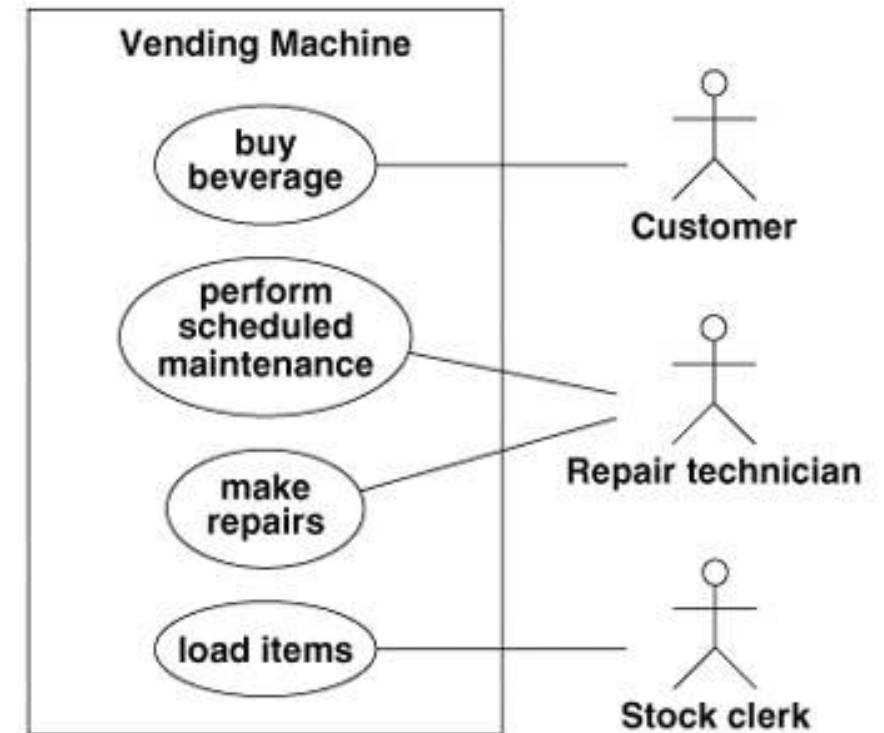 Vending Machine
buy
beverage
Customer
perform
scheduled
maintenance
Repair technician
make
repairs
load items
Stock clerk